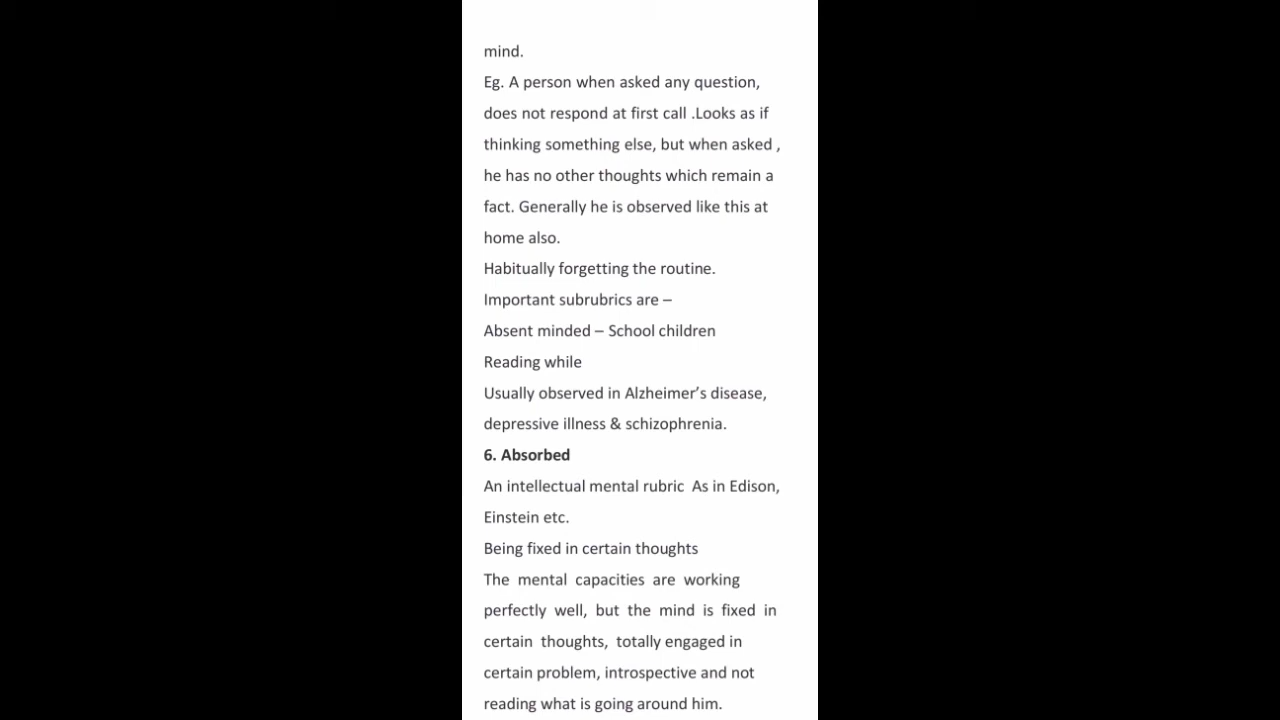 mind.
Eg. A person when asked any question,
does not respond at first call .Looks as if
thinking something else, but when asked ,
he has no other thoughts which remain a
fact. Generally he is observed like this at
home also.
Habitually forgetting the routine.
Important subrubrics are –
Absent minded – School children
Reading while
Usually observed in Alzheimer’s disease,
depressive illness & schizophrenia.
6. Absorbed
An intellectual mental rubric  As in Edison,
Einstein etc.
Being fixed in certain thoughts
The  mental  capacities  are  working
perfectly  well,  but  the  mind  is  fixed  in
certain  thoughts,  totally engaged in
certain problem, introspective and not
reading what is going around him.